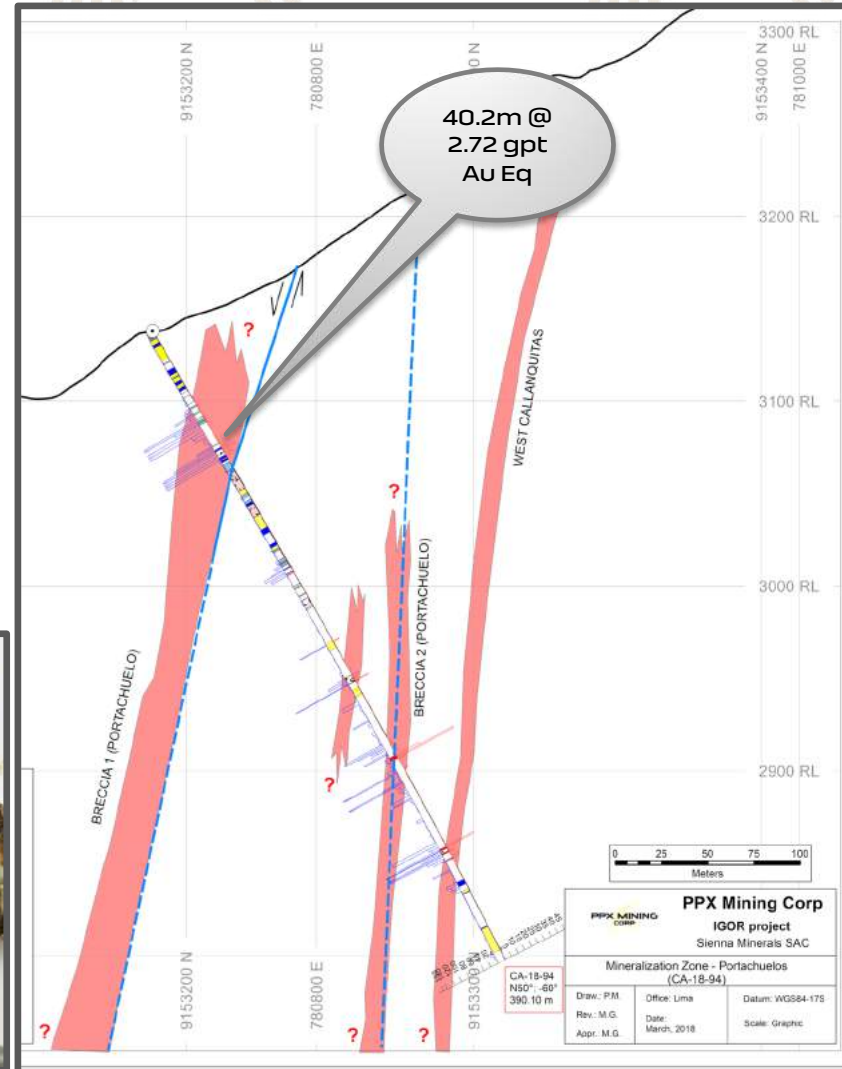 3300 RL
9153200 N
780800 E
9153400 N
781000 E
40.2m @
2.72 gpt
Au Eq
3200 RL
?
WEST CALLANQUITAS
3100 RL
?
BRECCIA 2 (PORTACHUELO)
3000 RL
BRECCIA 1 (PORTACHUELO)
?
2900 RL
0 25 50 75 100
Meters
PPX MINING
CORP
PPX Mining Corp
IGOR project
Sienna Minerals SAC
Mineralization Zone - Portachuelos
(CA-18-94)
Draw.: P.M.
Rev.: M.G.
Appr.: M.G.
Office: Lima
Date:
March, 2018
Datum: WGS84-17S
Scale: Graphic
CA-18-94
N50°; -60°
390.10 m
9153200 N
780800 E
?
?
?